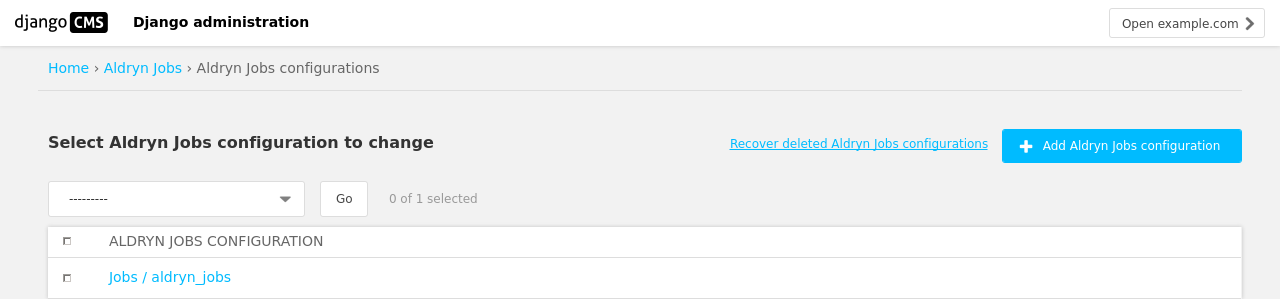 django CMS Django administration Open example.com
Home › Aldryn Jobs › Aldryn Jobs configurations
Select Aldryn Jobs configuration to change Recover deleted Aldryn Jobs configurations Add Aldryn Jobs configuration
--------- Go 0 of 1 selected
ALDRYN JOBS CONFIGURATION
Jobs / aldryn_jobs